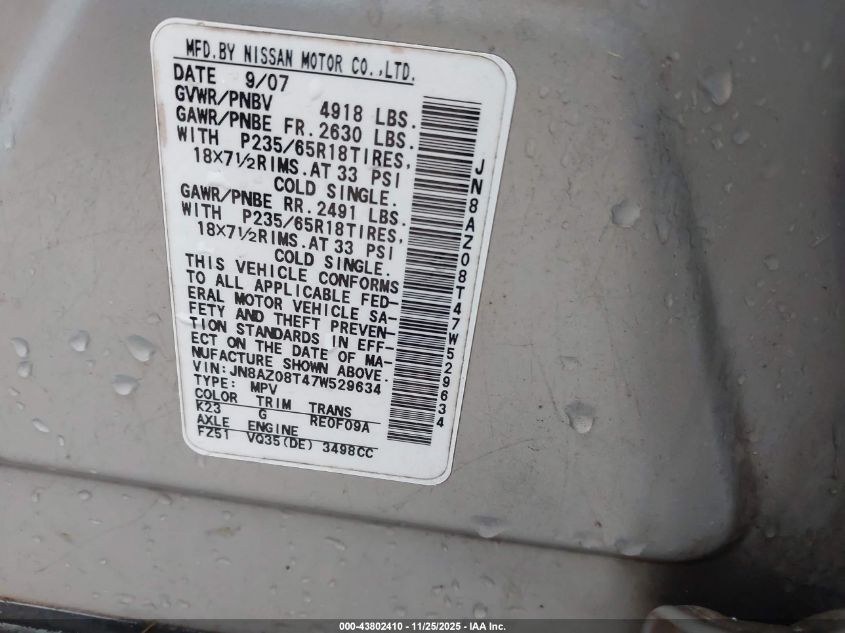 MFD.BY NISSAN MOTOR CO.,LTD.
DATE 9/07
GVWR/PNBV 4918 LBS.
GAWR/PNBE FR. 2630 LBS.
WITH P235/65R18TIRES,
18×7½RIMS.AT 33 PSI
COLD SINGLE.
GAWR/PNBE RR. 2491 LBS.
WITH P235/65R18TIRES,
18×7½RIMS.AT 33 PSI
COLD SINGLE.
THIS VEHICLE CONFORMS
TO ALL APPLICABLE FED-
ERAL MOTOR VEHICLE SA-
FETY AND THEFT PREVEN-
TION STANDARDS IN EFF-
ECT ON THE DATE OF MA-
NUFACTURE SHOWN ABOVE.
VIN:JN8AZ08T47W529634
TYPE: MPV
COLOR TRIM TRANS
K23 G RE0F09A
AXLE ENGINE
FZ51 VQ35(DE) 3498CC
JN8AZ08T47W529634
000-43802410 - 11/25/2025 - IAA Inc.